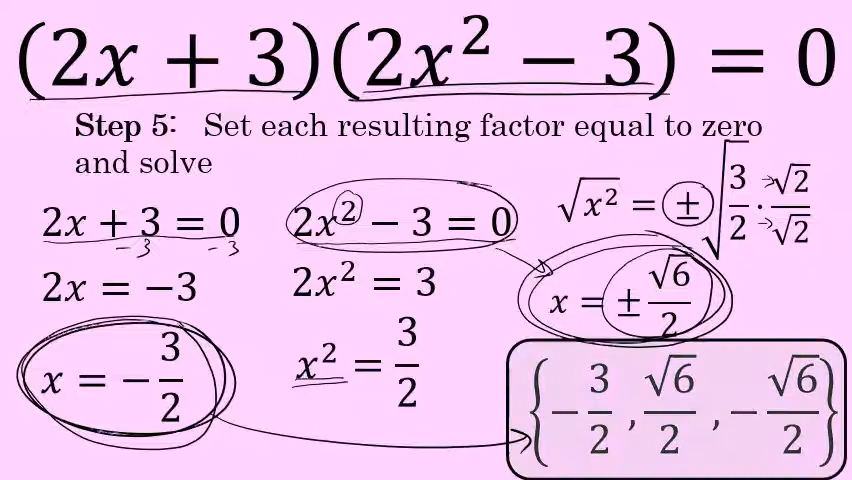 (2x + 3)(2x² − 3) = 0
Step 5: Set each resulting factor equal to zero
and solve
2x + 3 = 0
− 3 − 3
2x = −3
x = −3/2
2x² − 3 = 0
2x² = 3
x² = 3/2
√x² = ±√3/2 · √2/√2
x = ±√6/2
{−3/2, √6/2, −√6/2}